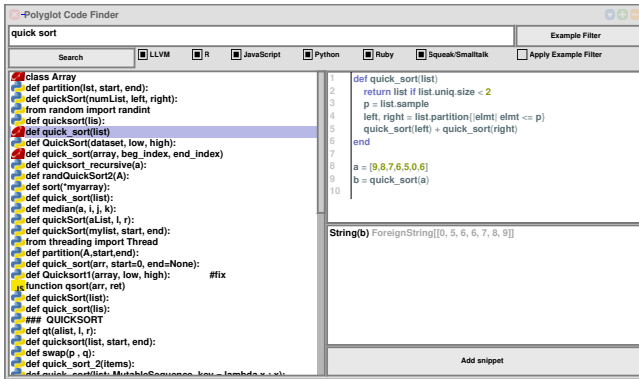 Polyglot Code Finder
quick sort
Example Filter
Search
LLVM
R
JavaScript
Python
Ruby
Squeak/Smalltalk
Apply Example Filter
class Array
def partition(lst, start, end):
def quickSort(numList, left, right):
from random import randint
def quicksort(lis):
def quick_sort(list)
def QuickSort(dataset, low, high):
def quick_sort(array, beg_index, end_index)
def quicksort_recursive(a):
def randQuickSort2(A):
def sort(*myarray):
def quick_sort(list):
def median(a, i, j, k):
def quickSort(aList, l, r):
def quickSort(mylist, start, end):
from threading import Thread
def partition(A,start,end):
def quick_sort(arr, start=0, end=None):
def Quicksort1(array, low, high): #fix
JS function qsort(arr, ret)
def quickSort(list):
def quick_sort(lis):
### QUICKSORT
def qt(alist, l, r):
def quicksort(list, start, end):
def swap(p , q):
def quick_sort_2(items):
def quick_sort(list: MutableSequence, key = lambda x : x):
1 def quick_sort(list)
2 return list if list.uniq.size < 2
3 p = list.sample
4 left, right = list.partition{|elmt| elmt <= p}
5 quick_sort(left) + quick_sort(right)
6 end
7
8 a = [9,8,7,6,5,0,6]
9 b = quick_sort(a)
10
String(b) ForeignString[[0, 5, 6, 6, 7, 8, 9]]
Add snippet